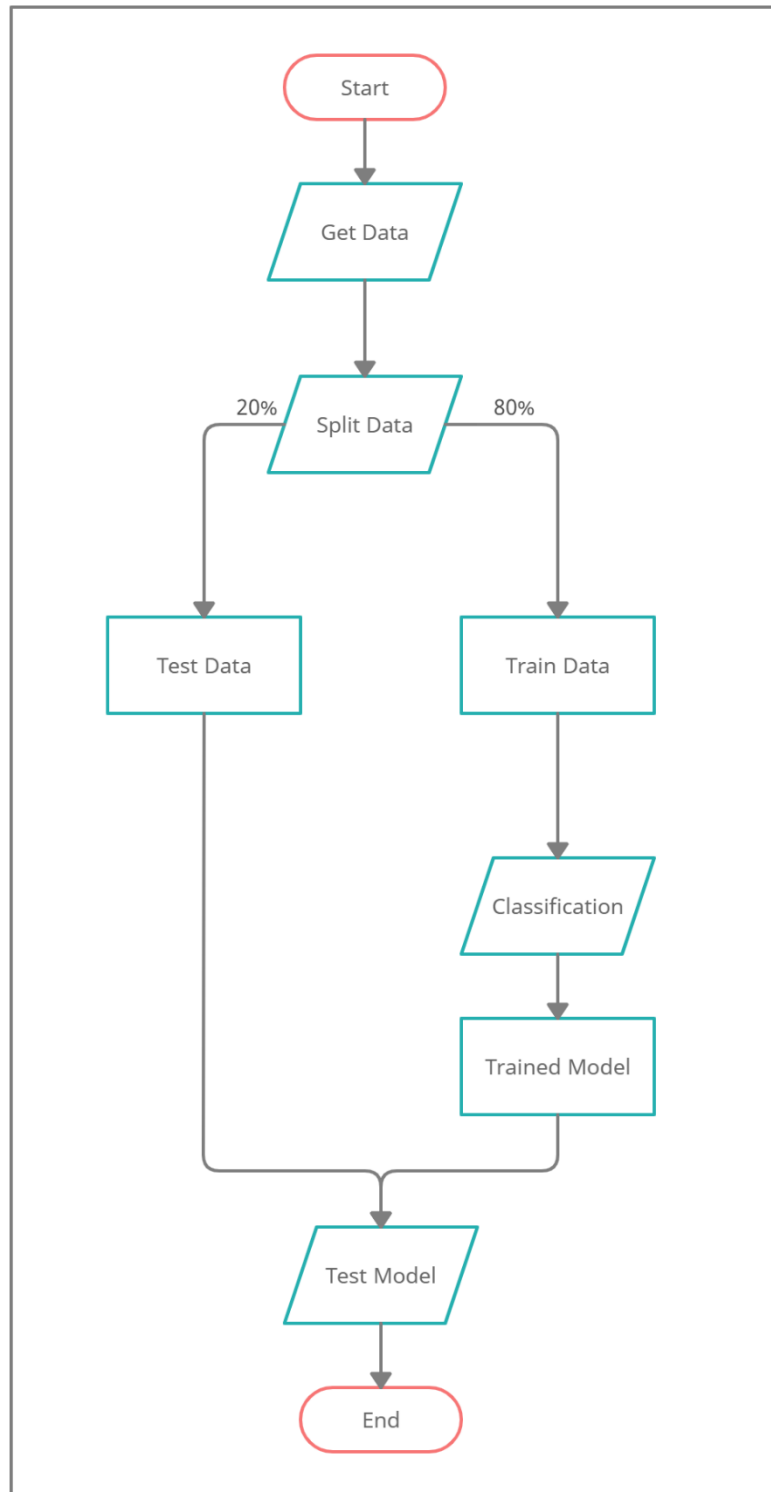 Start
Get Data
20%
80%
Split Data
Test Data
Train Data
Classification
Trained Model
Test Model
End